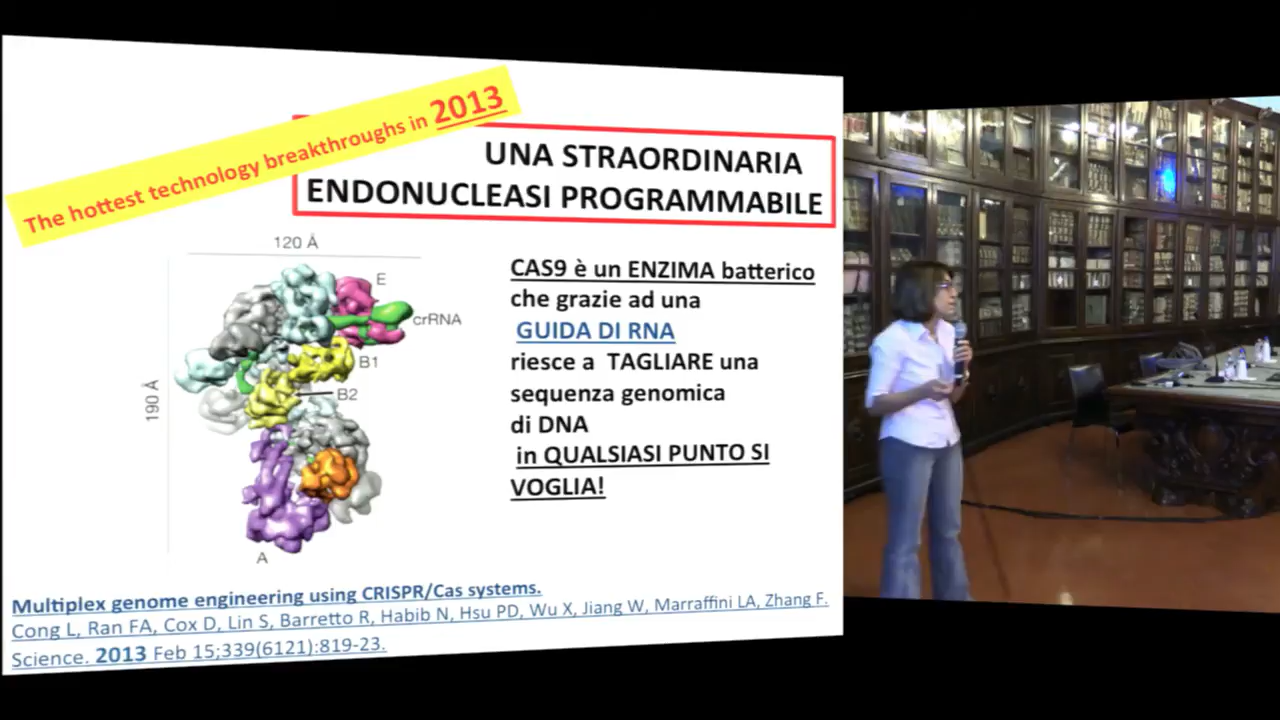 The hottest technology breakthroughs in 2013
UNA STRAORDINARIA
ENDONUCLEASI PROGRAMMABILE
120 Å
E
crRNA
B1
B2
190 Å
A
CAS9 è un ENZIMA batterico
che grazie ad una
GUIDA DI RNA
riesce a TAGLIARE una
sequenza genomica
di DNA
in QUALSIASI PUNTO SI
VOGLIA!
Multiplex genome engineering using CRISPR/Cas systems.
Cong L, Ran FA, Cox D, Lin S, Barretto R, Habib N, Hsu PD, Wu X, Jiang W, Marraffini LA, Zhang F.
Science. 2013 Feb 15;339(6121):819-23.